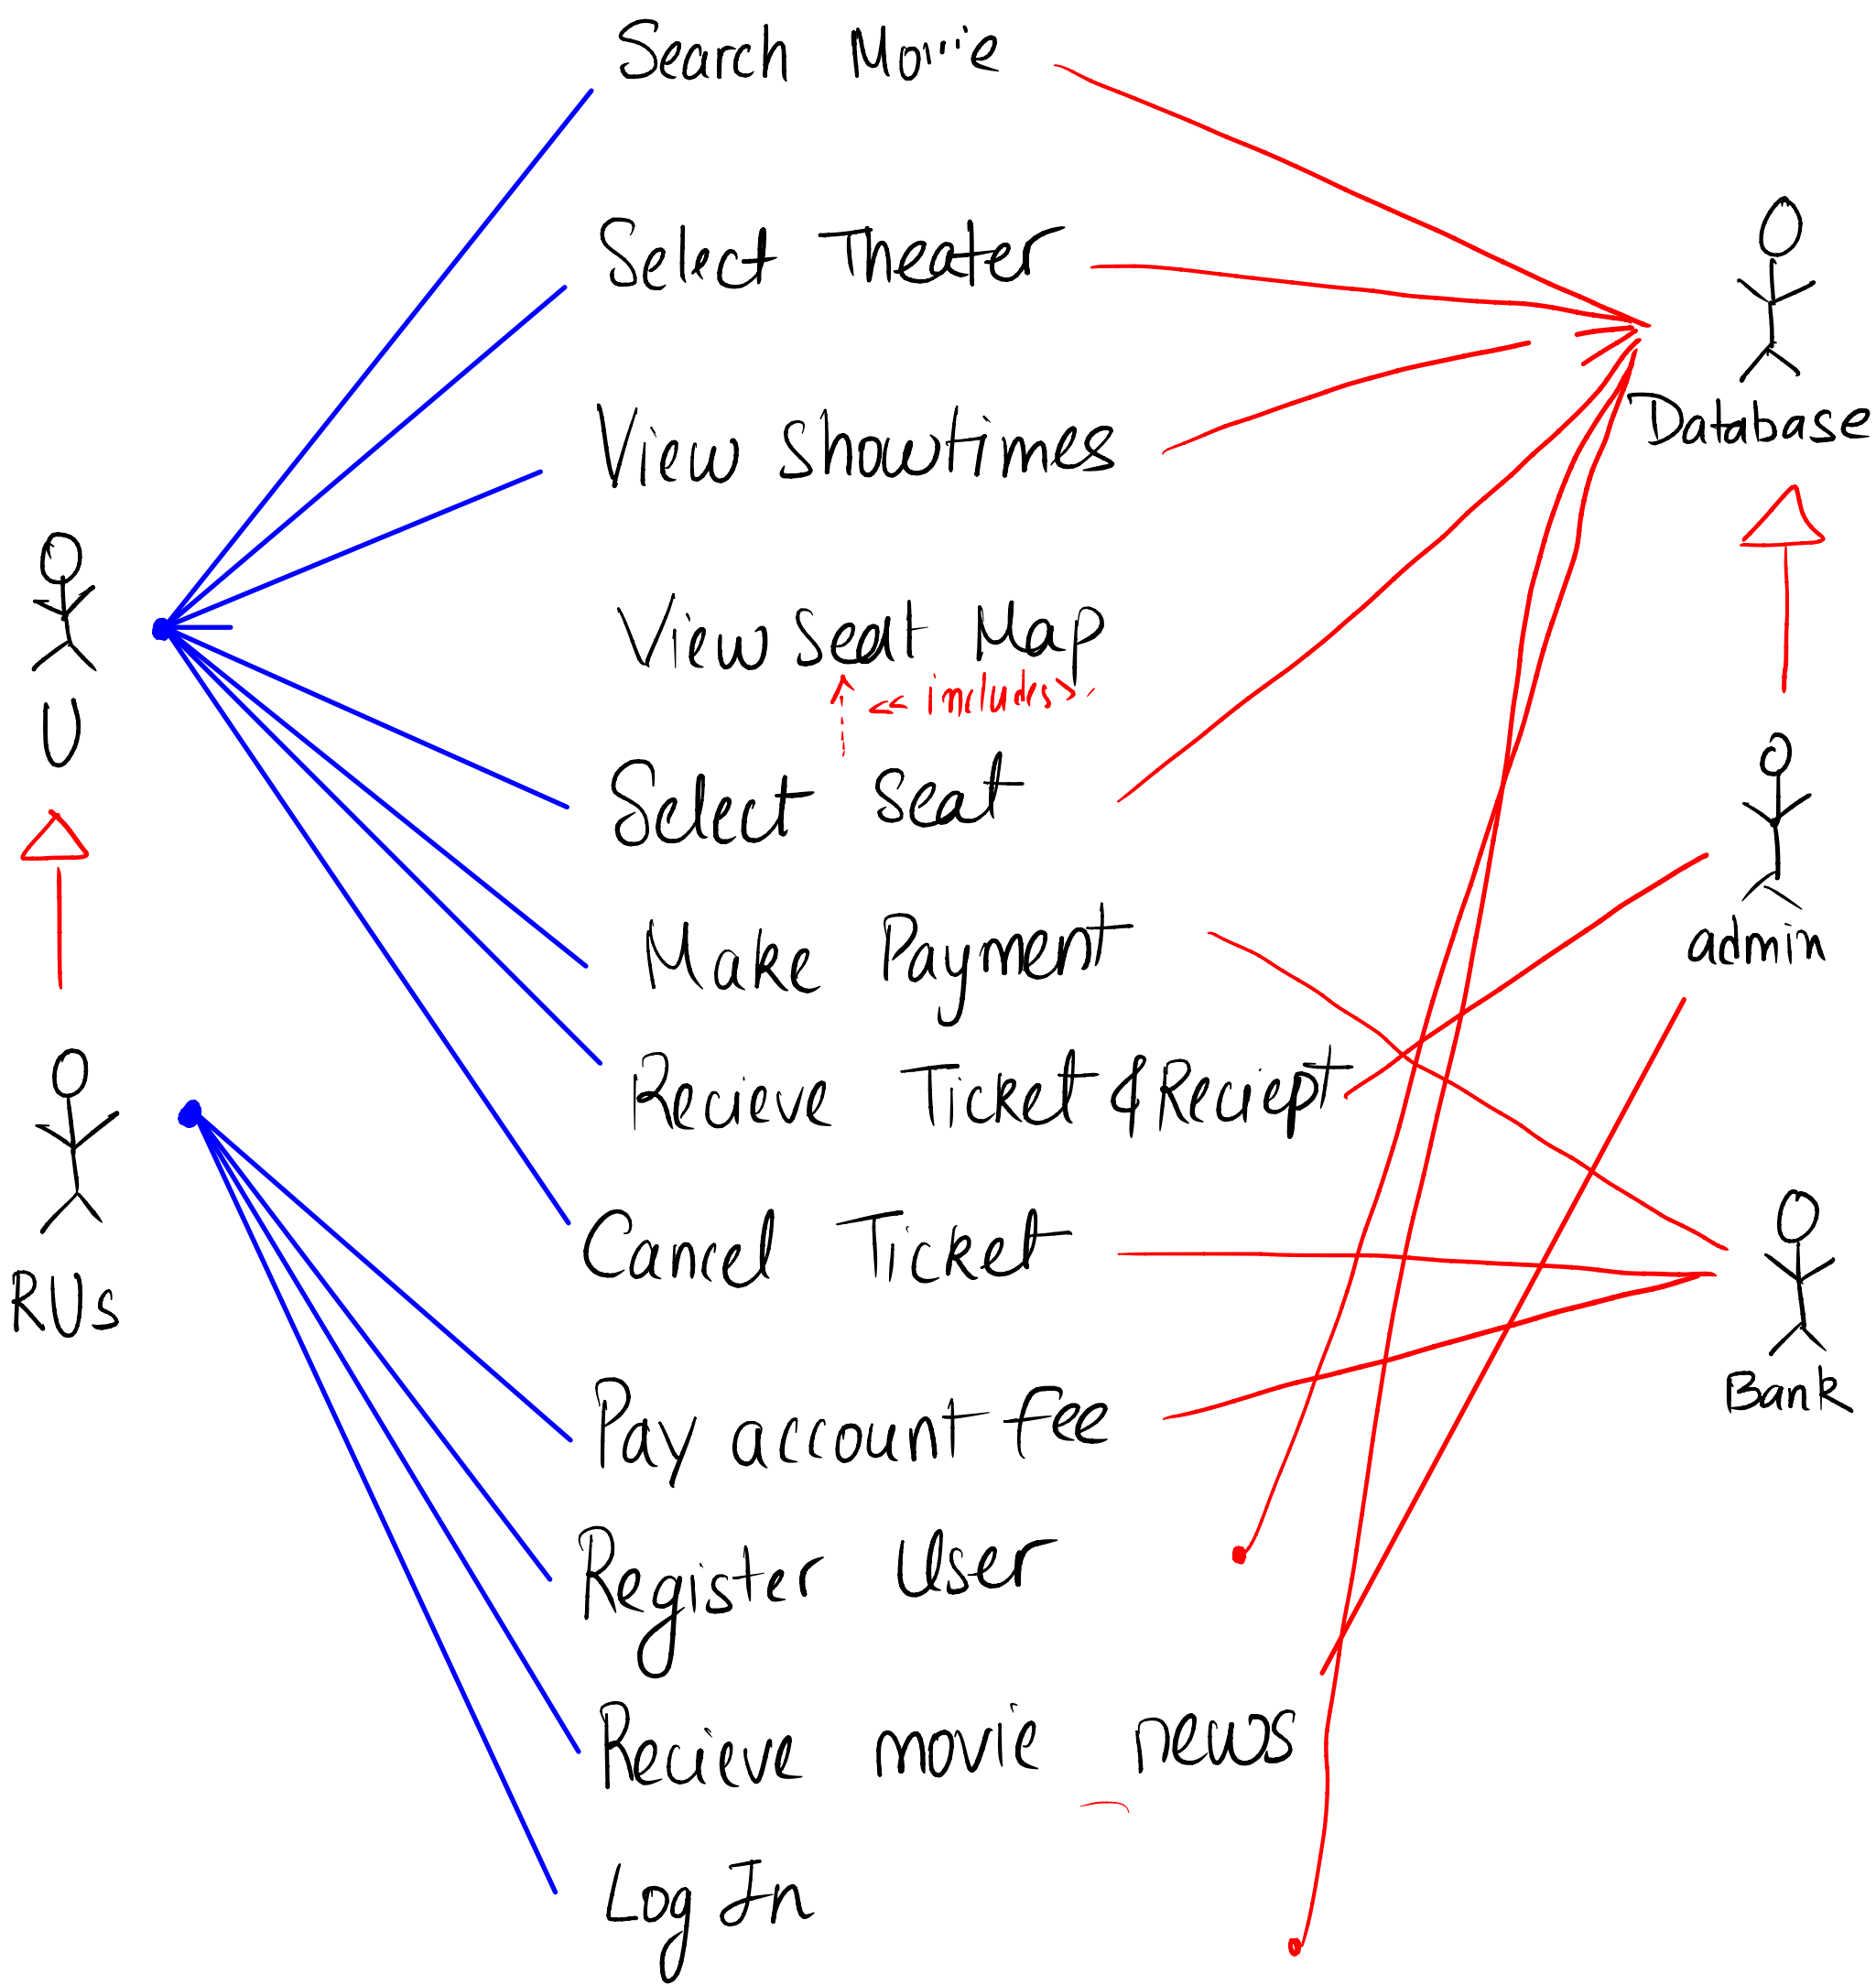 Search Movie
Select Theater
View Showtimes
Database
View Seat Map
<< includes >>
U
Select Seat
Make Payment
admin
Recieve Ticket & Reciept
Cancel Ticket
RUs
Bank
Pay account fee
Register User
Recieve movie news
Log In